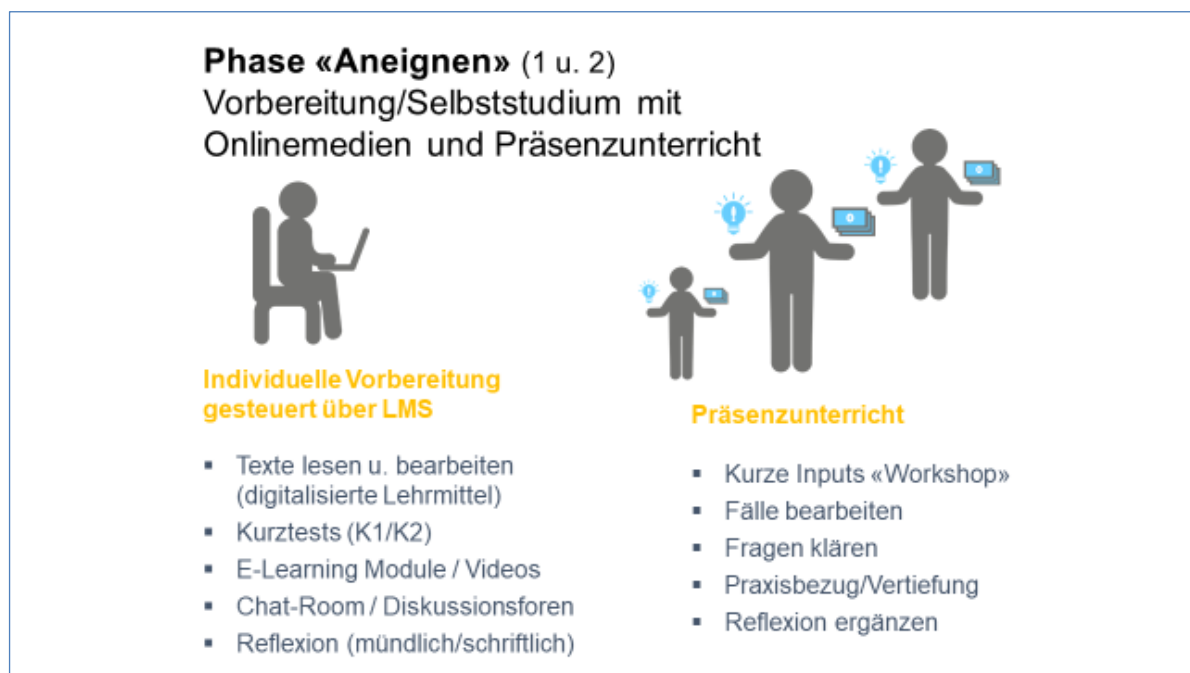 Phase «Aneignen» (1 u. 2)
Vorbereitung/Selbststudium mit
Onlinemedien und Präsenzunterricht
Individuelle Vorbereitung
gesteuert über LMS
▪ Texte lesen u. bearbeiten
(digitalisierte Lehrmittel)
▪ Kurztests (K1/K2)
▪ E-Learning Module / Videos
▪ Chat-Room / Diskussionsforen
▪ Reflexion (mündlich/schriftlich)
Präsenzunterricht
▪ Kurze Inputs «Workshop»
▪ Fälle bearbeiten
▪ Fragen klären
▪ Praxisbezug/Vertiefung
▪ Reflexion ergänzen